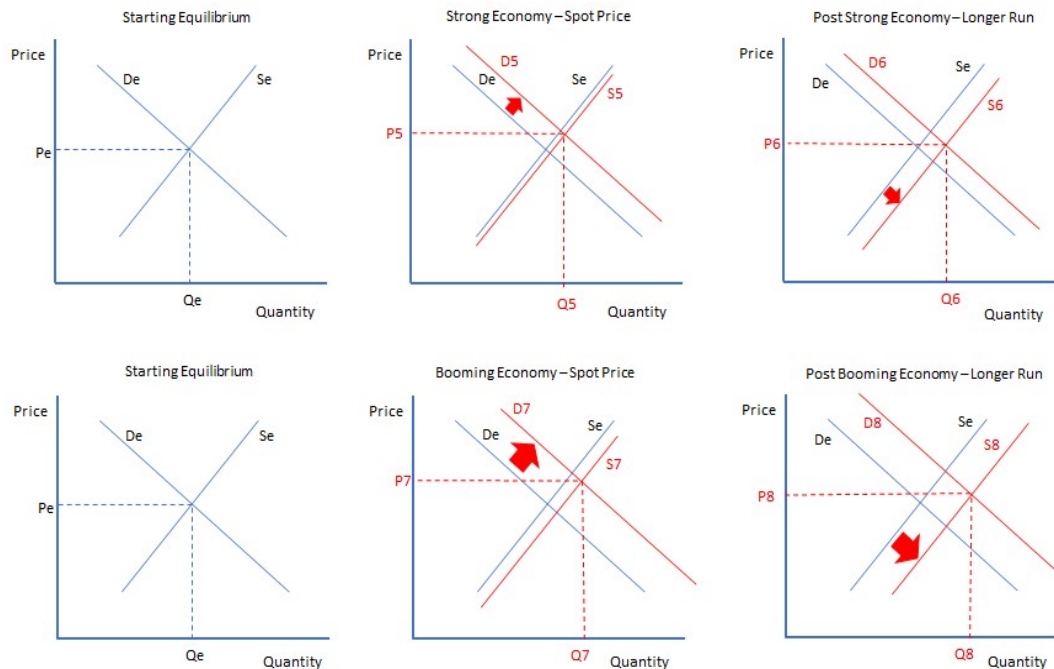 Starting Equilibrium
Price
De
Se
Pe
Qe
Quantity
Strong Economy – Spot Price
Price
D5
De
Se
S5
P5
Q5
Quantity
Post Strong Economy – Longer Run
Price
D6
De
Se
S6
P6
Q6
Quantity
Starting Equilibrium
Price
De
Se
Pe
Qe
Quantity
Booming Economy – Spot Price
Price
D7
De
Se
S7
P7
Q7
Quantity
Post Booming Economy – Longer Run
Price
D8
De
Se
S8
P8
Q8
Quantity